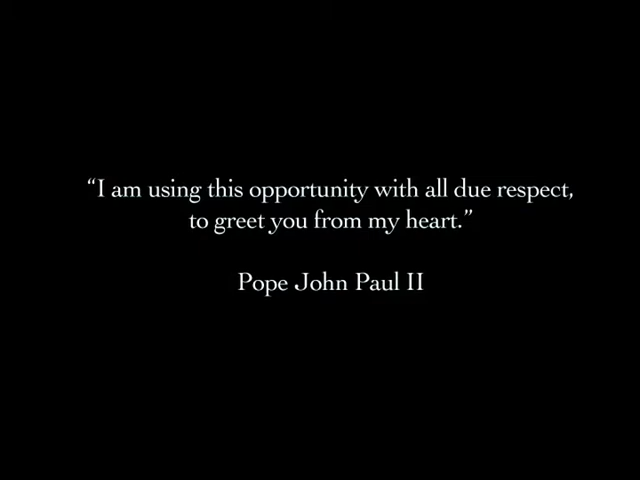 “I am using this opportunity with all due respect,
to greet you from my heart.”
Pope John Paul II